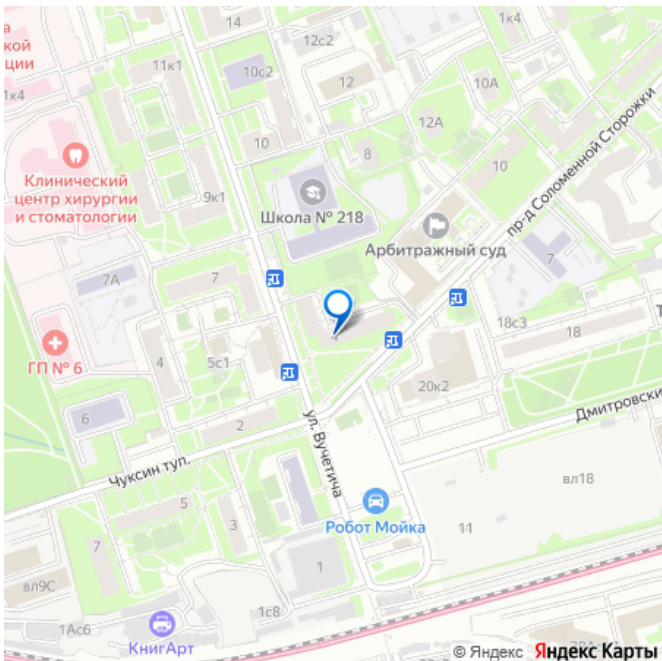 а
кой
ции
1к4
14
12с2
1к4
11к1
10с2
12
10А
12А
10
8
10
Клинический
центр хирургии
и стоматологии
9к1
Школа № 218
Арбитражный суд
пр-д Соломенной Сторожки
7
7А
7
18с3
18
ГП № 6
4
5с1
20к2
6
2
Дмитровски
Чуксин туп.
ул. Вучетича
вл18
5
3
Робот Мойка
11
7
1
вл9С
1Ас6
КнигАрт
1с8
© Яндекс Яндекс Карты